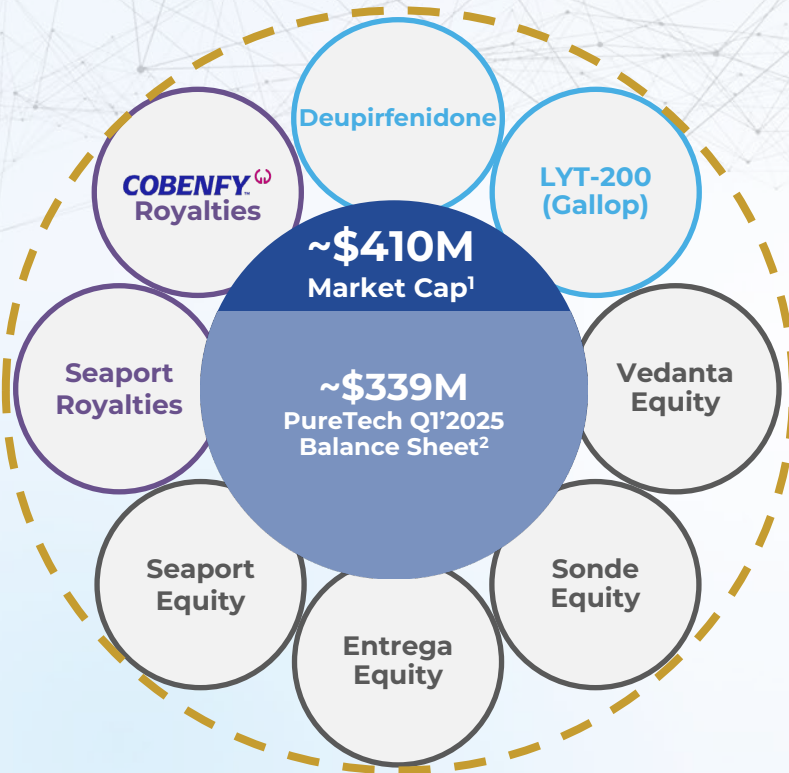 Deupirfenidone
COBENFY™
Royalties
LYT-200
(Gallop)
~$410M
Market Cap¹
Seaport
Royalties
~$339M
PureTech Q1’2025
Balance Sheet²
Vedanta
Equity
Seaport
Equity
Sonde
Equity
Entrega
Equity